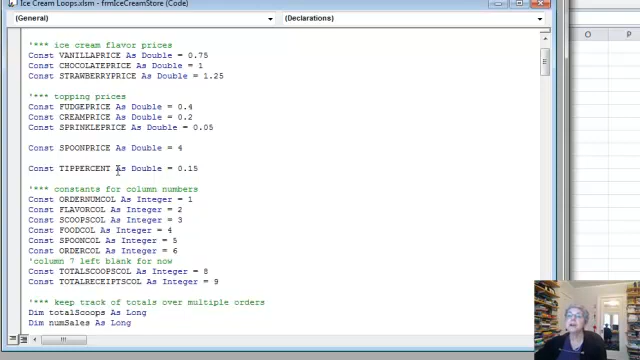 Ice Cream Loops.xlsm - frmIceCreamStore (Code)
(General)
(Declarations)
O
P
'*** ice cream flavor prices
Const VANILLAPRICE As Double = 0.75
Const CHOCOLATEPRICE As Double = 1
Const STRAWBERRYPRICE As Double = 1.25
'*** topping prices
Const FUDGEPRICE As Double = 0.4
Const CREAMPRICE As Double = 0.2
Const SPRINKLEPRICE As Double = 0.05
Const SPOONPRICE As Double = 4
Const TIPPERCENT As Double = 0.15
'*** constants for column numbers
Const ORDERNUMCOL As Integer = 1
Const FLAVORCOL As Integer = 2
Const SCOOPSCOL As Integer = 3
Const FOODCOL As Integer = 4
Const SPOONCOL As Integer = 5
Const ORDERCOL As Integer = 6
'column 7 left blank for now
Const TOTALSCOOPSCOL As Integer = 8
Const TOTALRECEIPTSCOL As Integer = 9
'*** keep track of totals over multiple orders
Dim totalScoops As Long
Dim numSales As Long